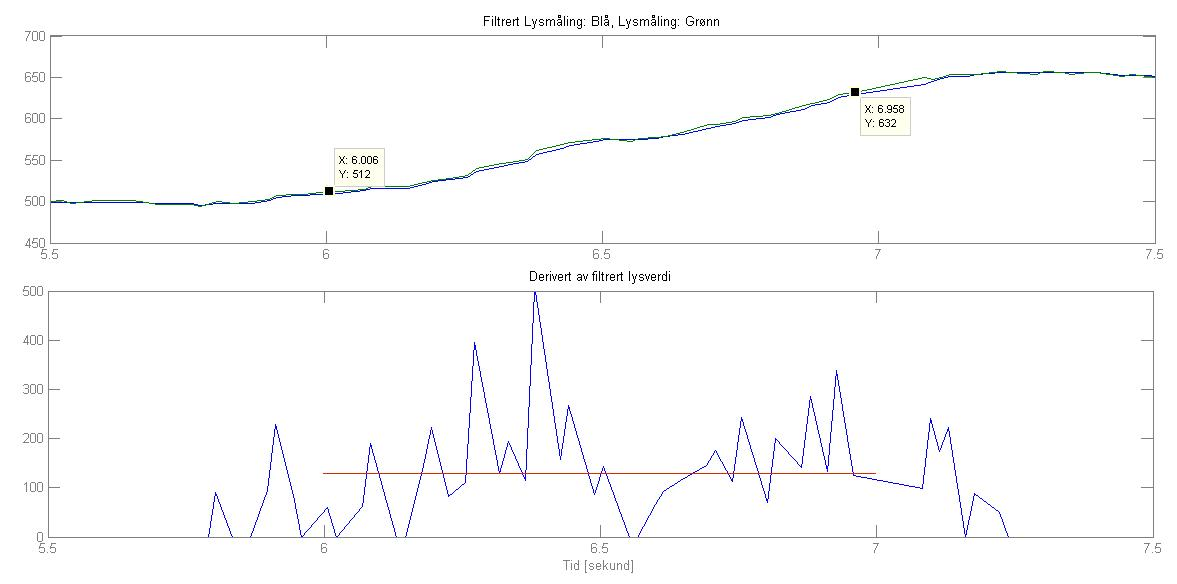 Filtrert Lysmåling: Blå, Lysmåling: Grønn
700
650
600
550
500
450
X: 6.006
Y: 512
X: 6.958
Y: 632
5.5 6 6.5 7 7.5
Derivert av filtrert lysverdi
500
400
300
200
100
0
5.5 6 6.5 7 7.5
Tid [sekund]